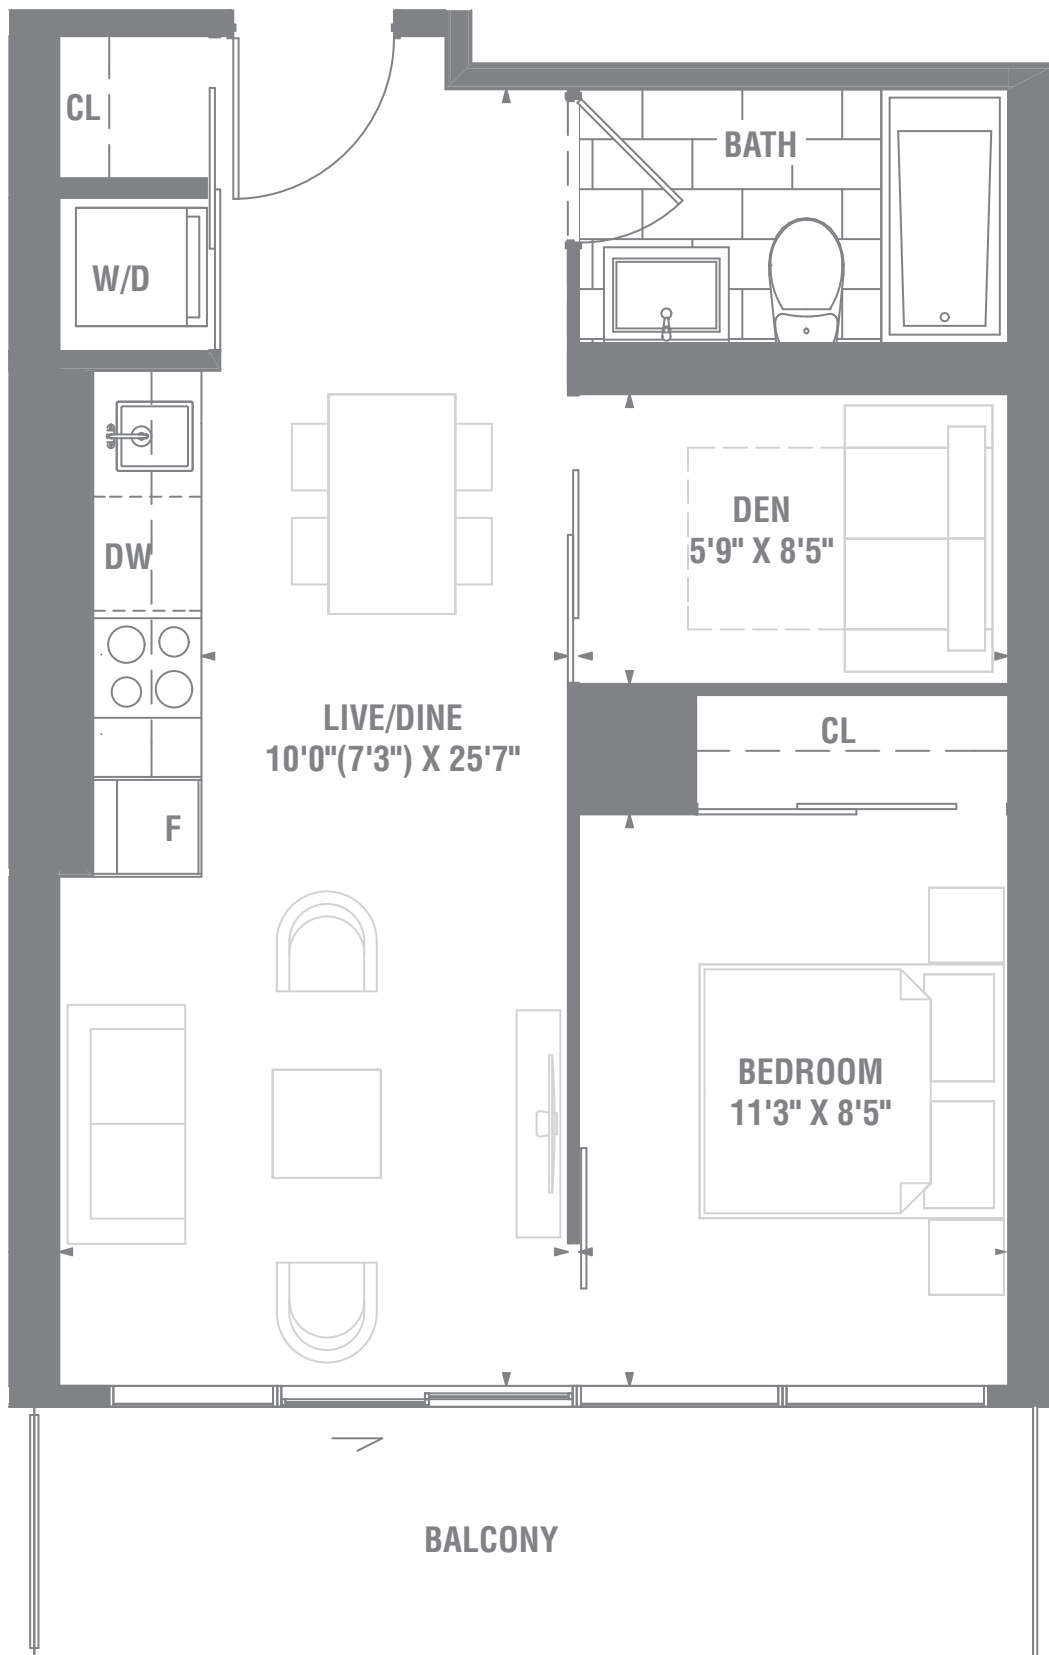 CL
BATH
W/D
DEN
5'9" X 8'5"
DW
LIVE/DINE
10'0"(7'3") X 25'7"
CL
F
BEDROOM
11'3" X 8'5"
BALCONY